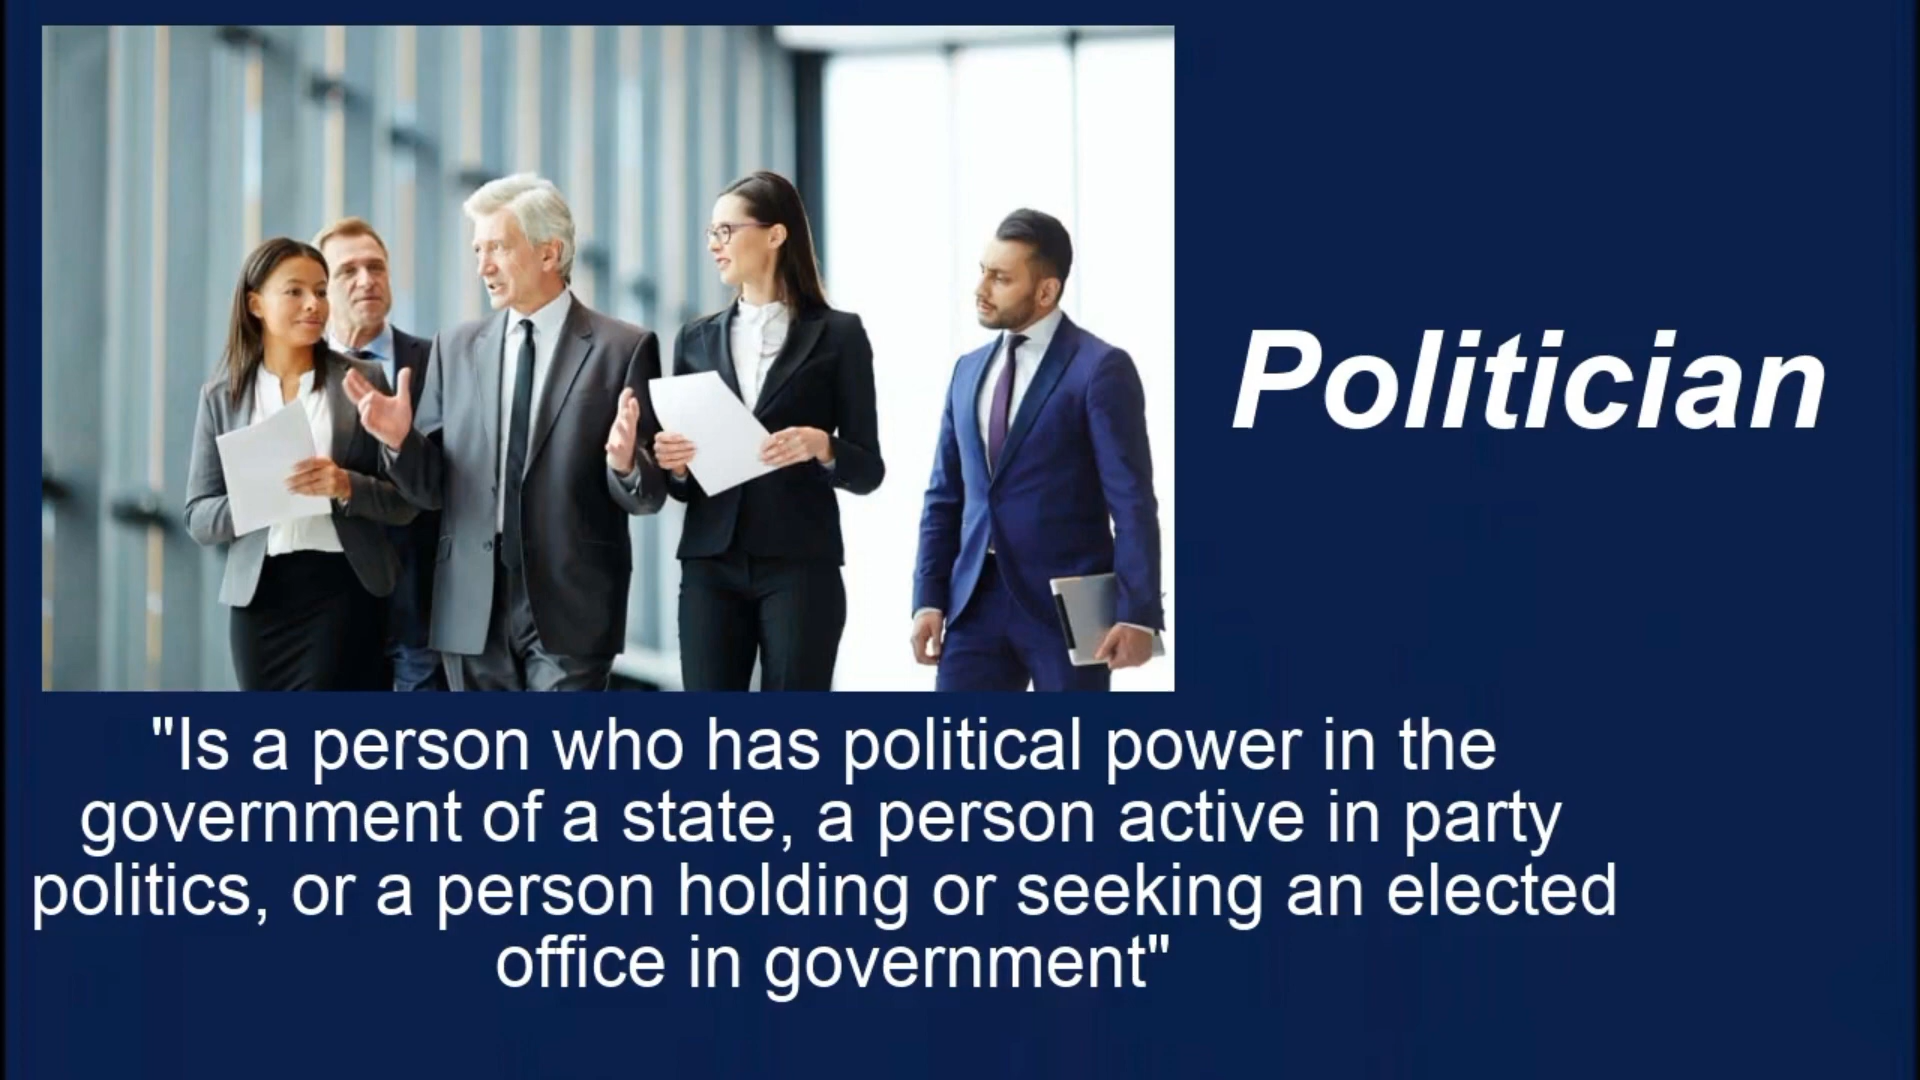 Politician
"Is a person who has political power in the
government of a state, a person active in party
politics, or a person holding or seeking an elected
office in government"